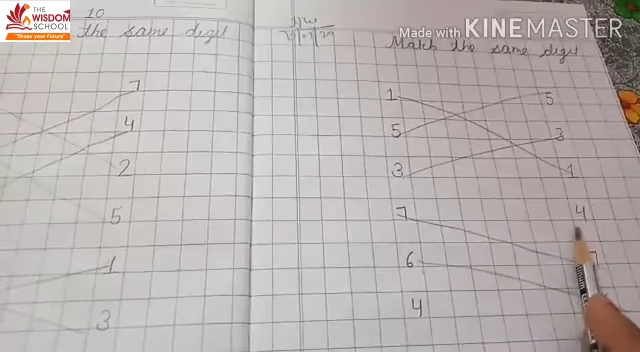 THE
WISDOM
SCHOOL
"Shape your Future"
10
the same digit
7
4
2
5
1
3
H/W
Made with KINEMASTER
Match the same digit
1 5
5 3
3 1
7 4
6 7
4